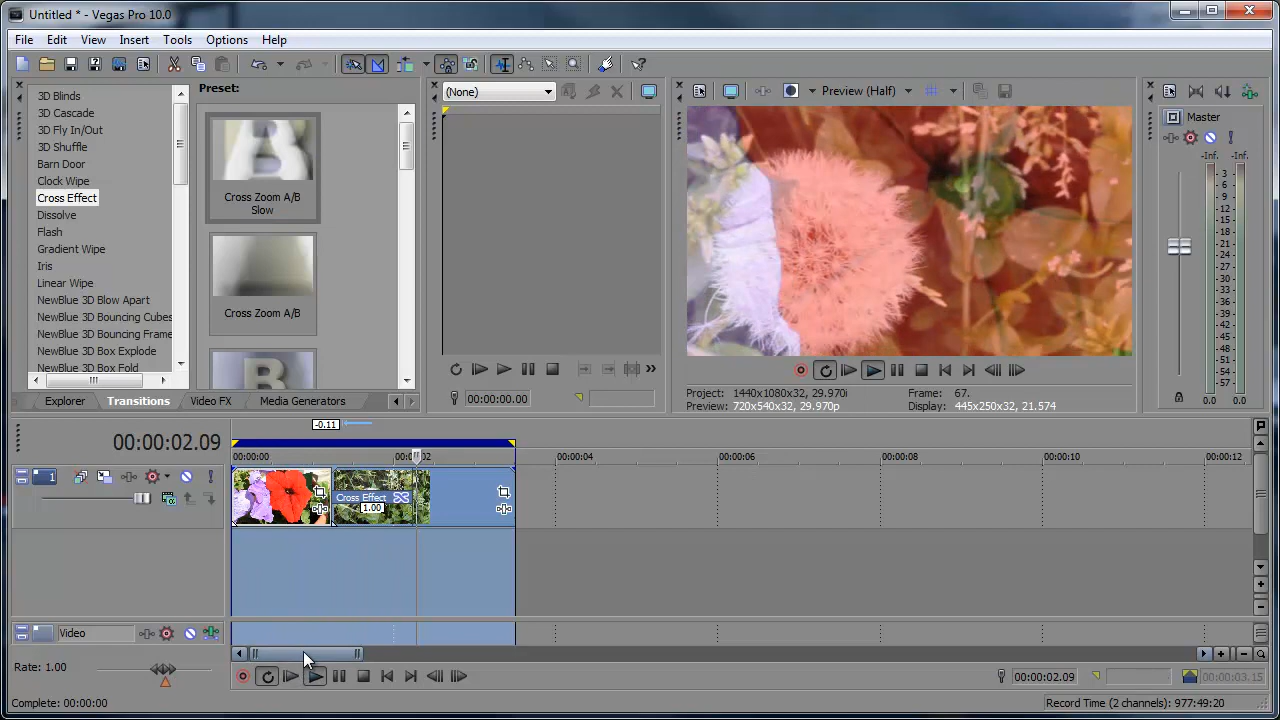 Untitled * - Vegas Pro 10.0
File Edit View Insert Tools Options Help
3D Blinds
3D Cascade
3D Fly In/Out
3D Shuffle
Barn Door
Clock Wipe
Cross Effect
Dissolve
Flash
Gradient Wipe
Iris
Linear Wipe
NewBlue 3D Blow Apart
NewBlue 3D Bouncing Cubes
NewBlue 3D Bouncing Frame
NewBlue 3D Box Explode
NewBlue 3D Box Fold
Preset:
Cross Zoom A/B
Slow
Cross Zoom A/B
Explorer Transitions Video FX Media Generators
(None)
00:00:00.00
Preview (Half)
Project: 1440x1080x32, 29.970i
Preview: 720x540x32, 29.970p
Frame: 67.
Display: 445x250x32, 21.574
Master
-Inf. -Inf.
3
6
9
12
15
18
21
24
27
30
33
36
39
42
45
48
51
54
57
0.0 0.0
-0.11
00:00:02.09
00:00:00 00:00:02 00:00:04 00:00:06 00:00:08 00:00:10 00:00:12
1
Cross Effect
1.00
Video
Rate: 1.00
00:00:02.09
00:00:03.15
Complete: 00:00:00
Record Time (2 channels): 977:49:20